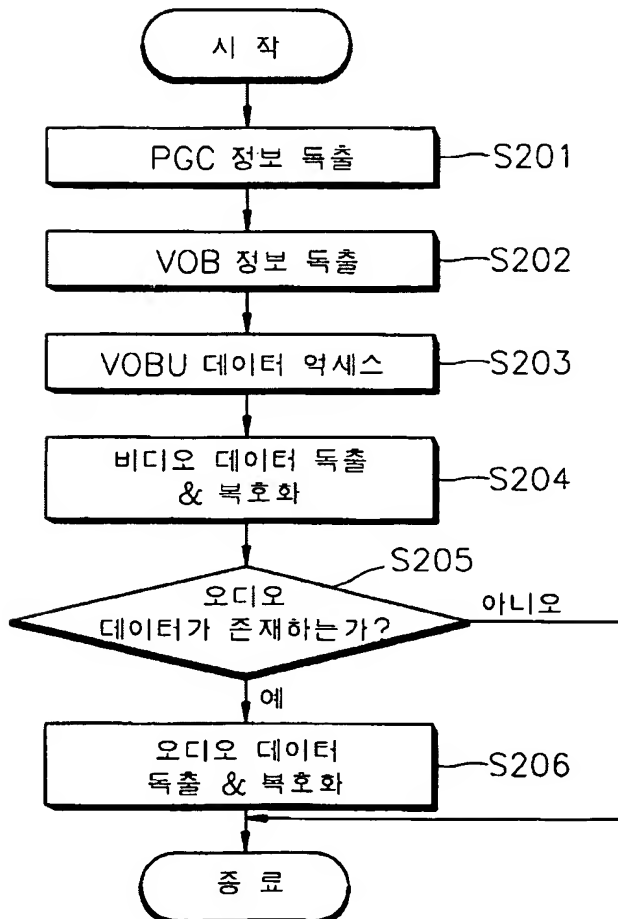 시 작
PGC 정보 독출
S201
VOB 정보 독출
S202
VOBU 데이터 억세스
S203
비디오 데이터 독출
& 복호화
S204
S205
오디오
데이터가 존재하는가?
아니오
예
오디오 데이터
독출 & 복호화
S206
종 료